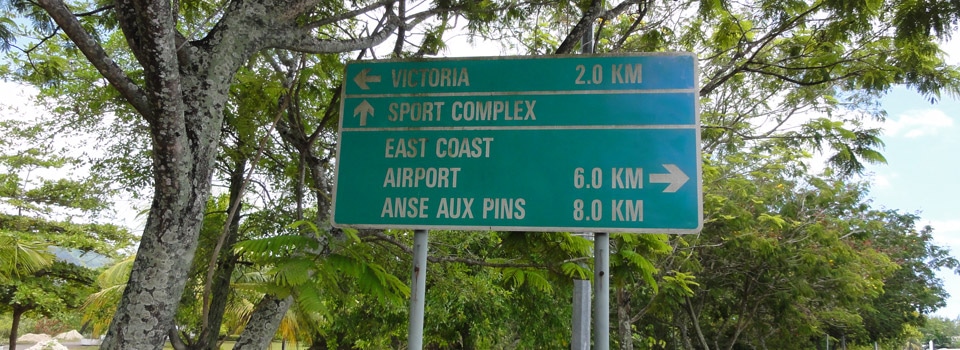 VICTORIA 2.0 KM
SPORT COMPLEX
EAST COAST
AIRPORT 6.0 KM
ANSE AUX PINS 8.0 KM